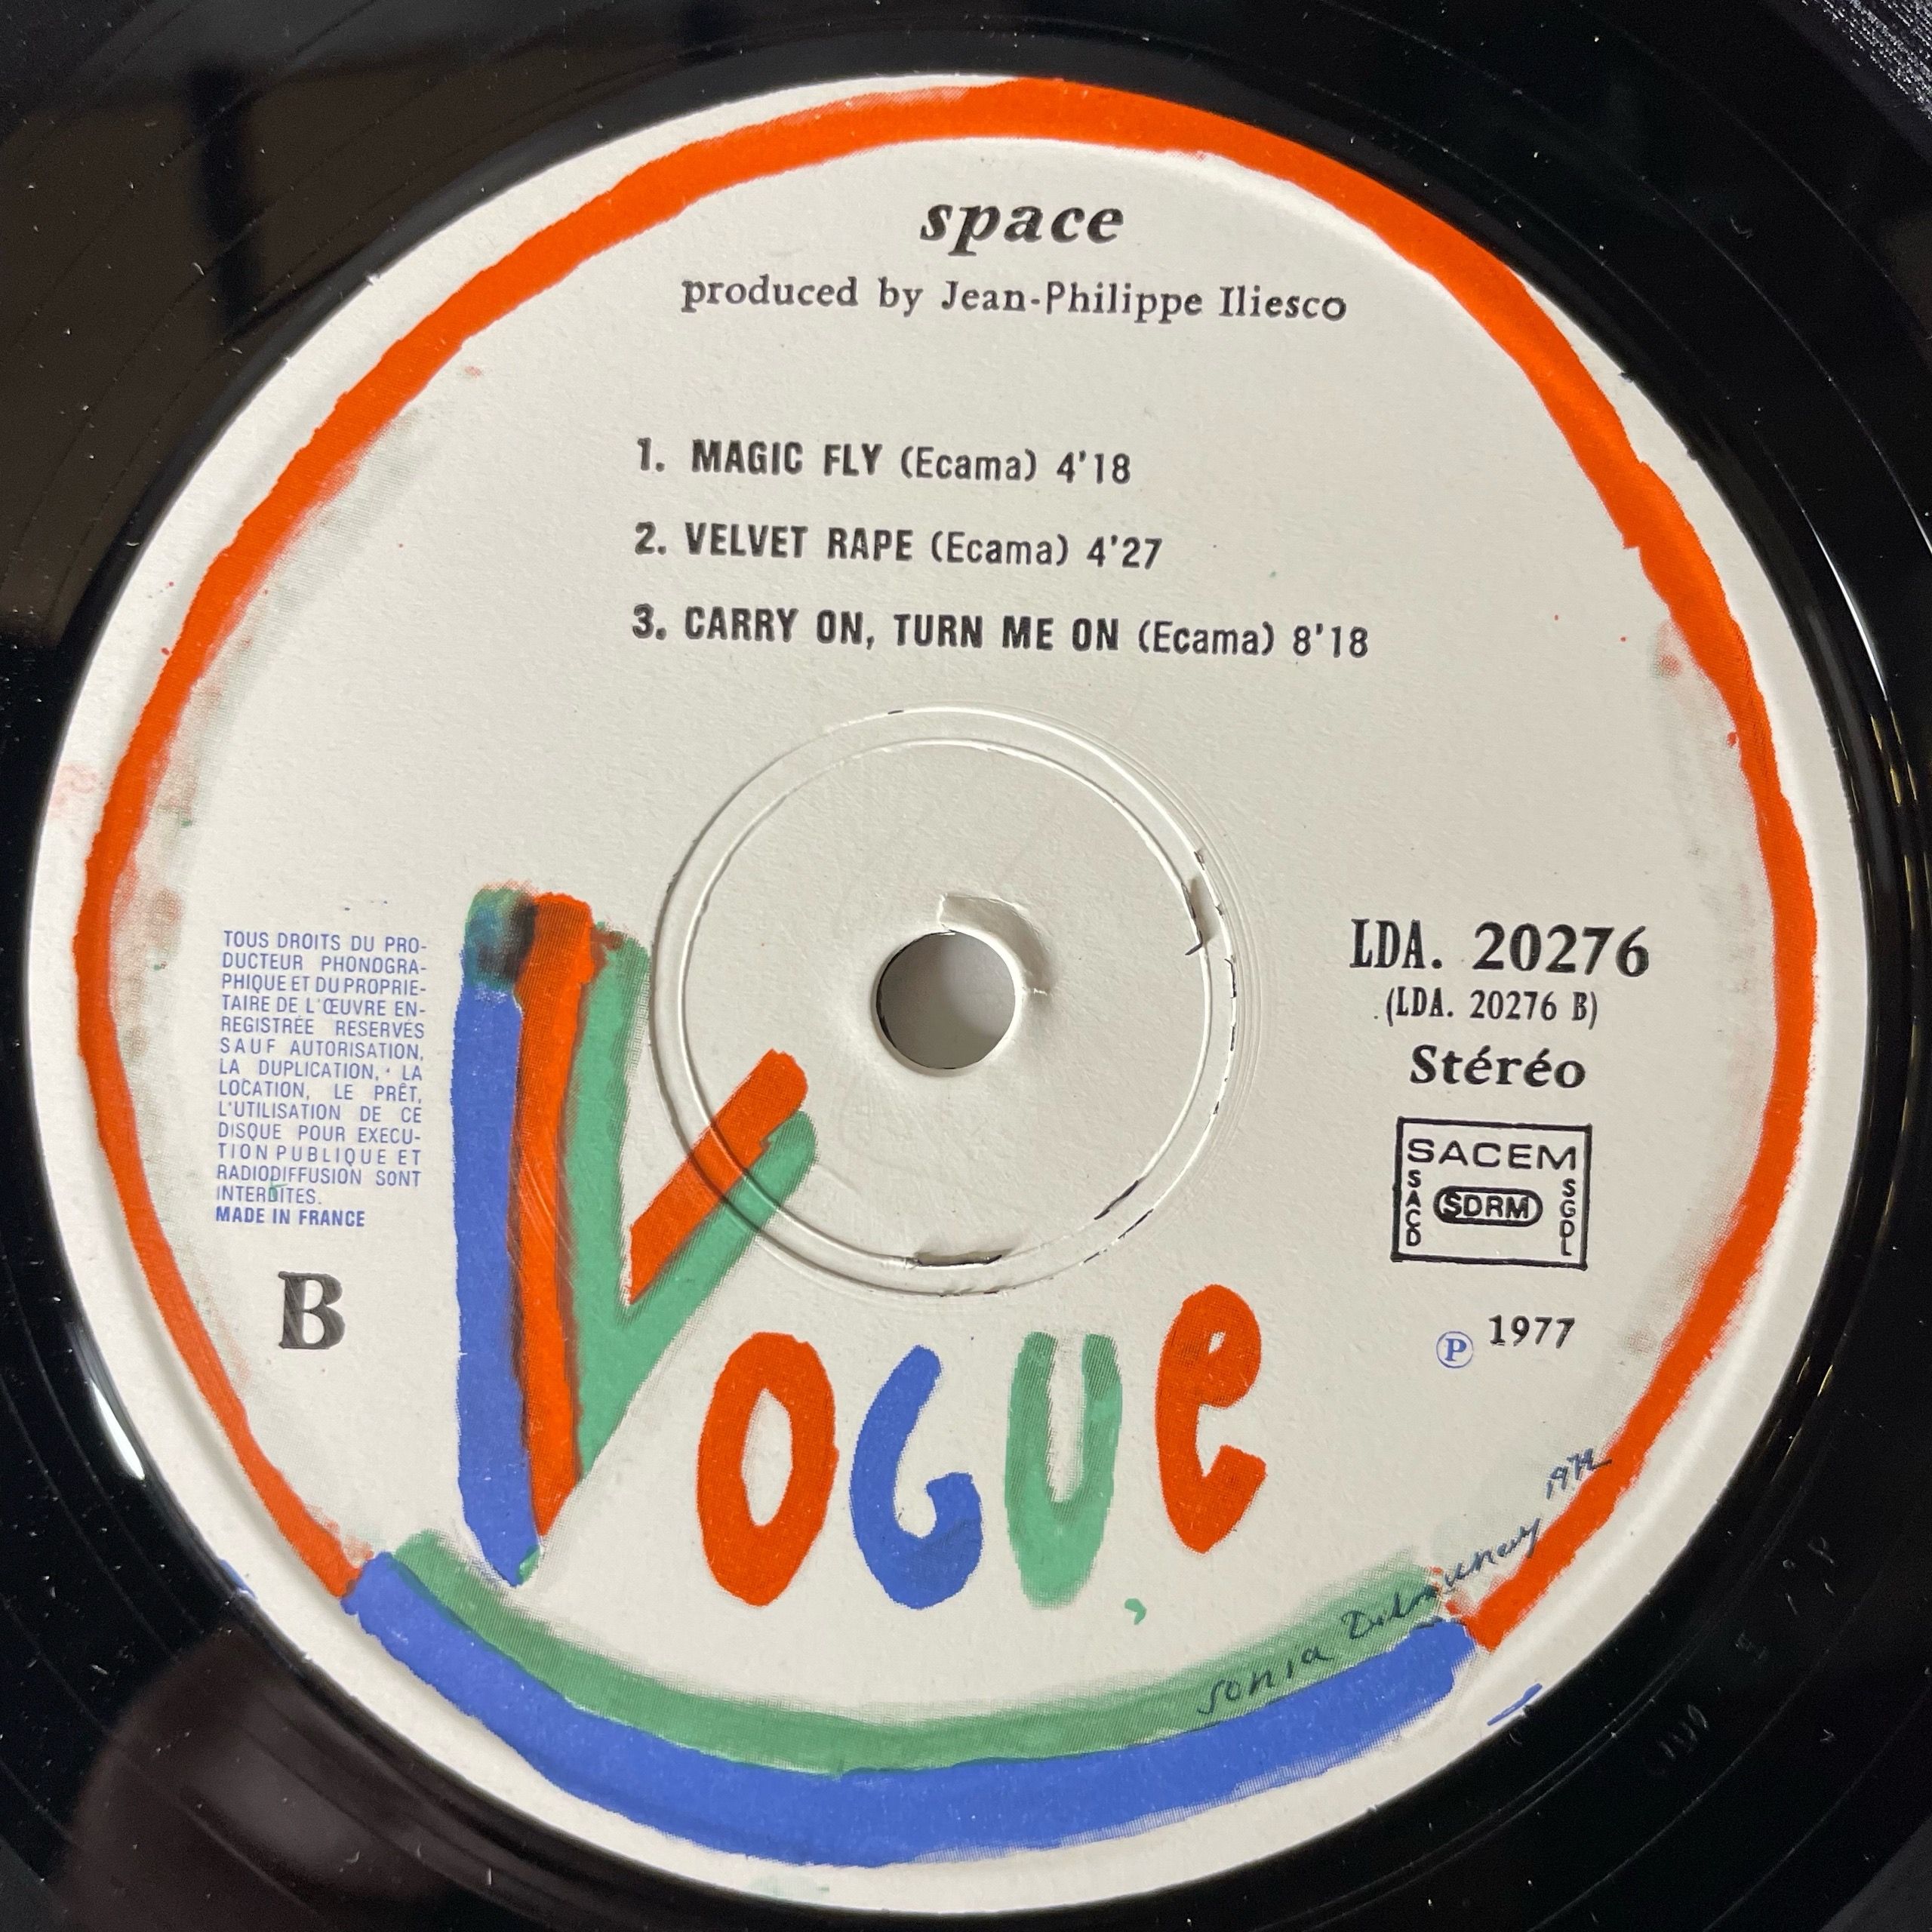 space
produced by Jean-Philippe Iliesco
1. MAGIC FLY (Ecama) 4'18
2. VELVET RAPE (Ecama) 4'27
3. CARRY ON, TURN ME ON (Ecama) 8'18
TOUS DROITS DU PRO-
DUCTEUR PHONOGRA-
PHIQUE ET DU PROPRIE-
TAIRE DE L'ŒUVRE EN-
REGISTRÉE RESERVÉS
SAUF AUTORISATION,
LA DUPLICATION, LA
LOCATION, LE PRÊT,
L'UTILISATION DE CE
DISQUE POUR EXECU-
TION PUBLIQUE ET
RADIODIFFUSION SONT
INTERDITES.
MADE IN FRANCE
B
LDA. 20276
(LDA. 20276 B)
Stéréo
SACEM
SACD
SDRM
SGDL
℗ 1977
VOGUe
sonia Delaunay 1972